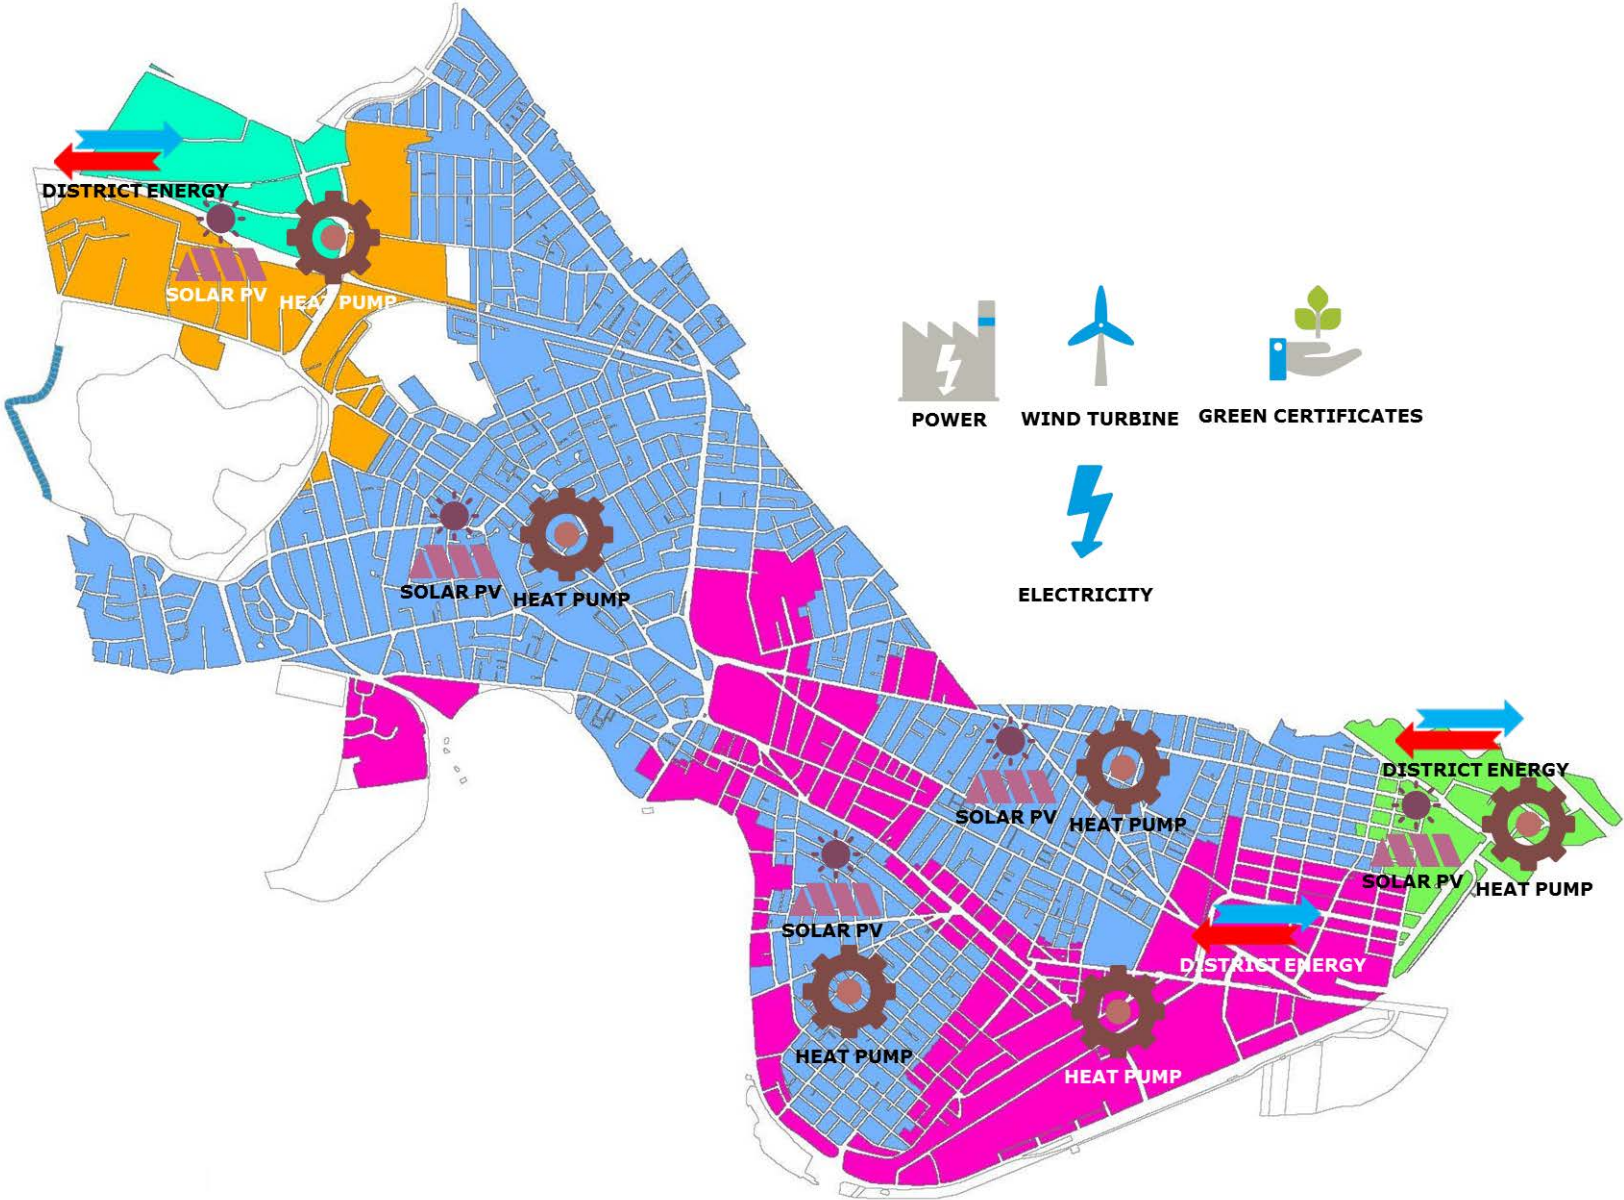 DISTRICT ENERGY
SOLAR PV
HEAT PUMP
POWER
WIND TURBINE
GREEN CERTIFICATES
ELECTRICITY
SOLAR PV
HEAT PUMP
DISTRICT ENERGY
SOLAR PV
HEAT PUMP
SOLAR PV
HEAT PUMP
SOLAR PV
DISTRICT ENERGY
HEAT PUMP
HEAT PUMP